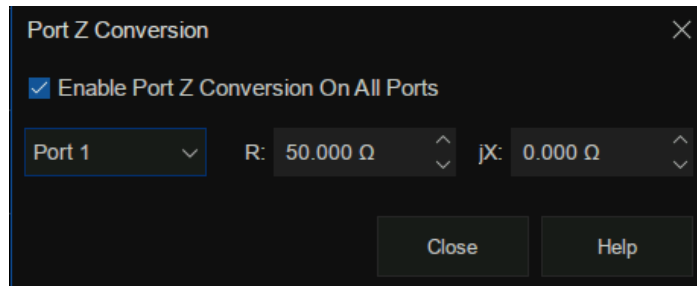 Port Z Conversion
Enable Port Z Conversion On All Ports
Port 1 R: 50.000 Ω jX: 0.000 Ω
Close Help